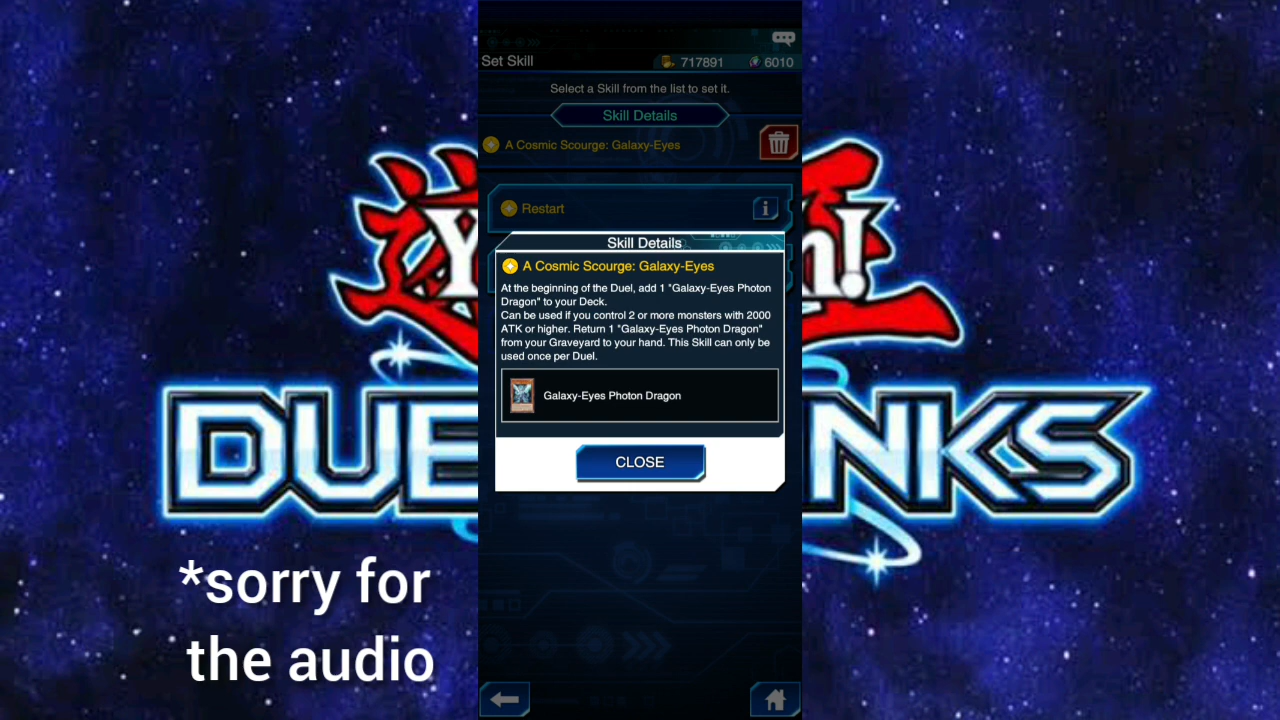 Set Skill
717891
6010
Select a Skill from the list to set it.
Skill Details
A Cosmic Scourge: Galaxy-Eyes
Restart
Skill Details
A Cosmic Scourge: Galaxy-Eyes
At the beginning of the Duel, add 1 "Galaxy-Eyes Photon
Dragon" to your Deck.
Can be used if you control 2 or more monsters with 2000
ATK or higher. Return 1 "Galaxy-Eyes Photon Dragon"
from your Graveyard to your hand. This Skill can only be
used once per Duel.
Galaxy-Eyes Photon Dragon
CLOSE
*sorry for
the audio